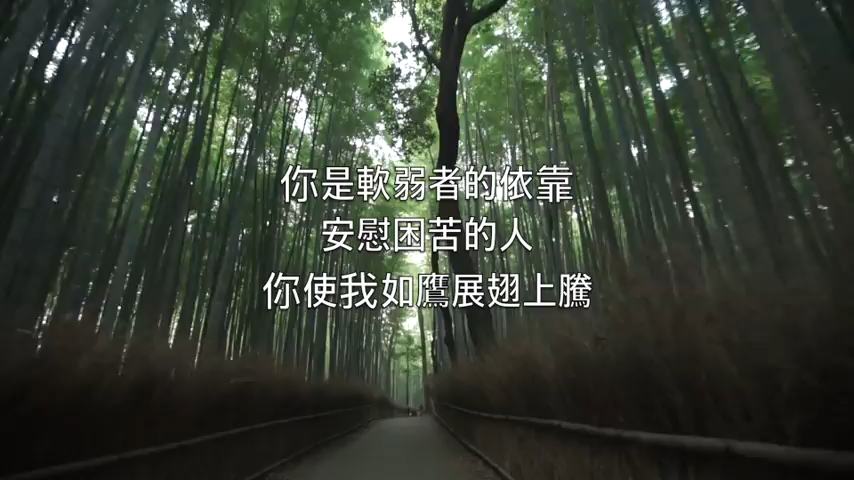 你是軟弱者的依靠
安慰困苦的人
你使我如鷹展翅上騰